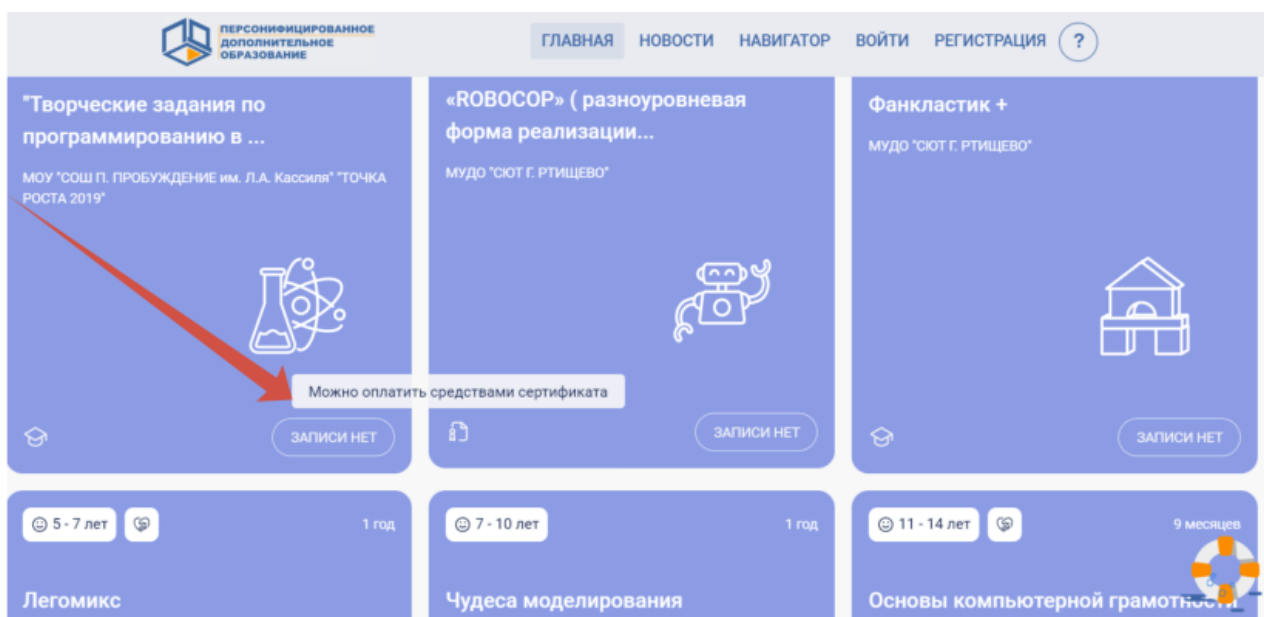 ПЕРСОНИФИЦИРОВАННОЕ
ДОПОЛНИТЕЛЬНОЕ
ОБРАЗОВАНИЕ
ГЛАВНАЯ НОВОСТИ НАВИГАТОР ВОЙТИ РЕГИСТРАЦИЯ ?
"Творческие задания по
программированию в ...
МОУ "СОШ П. ПРОБУЖДЕНИЕ им. Л.А. Кассиля" "ТОЧКА
РОСТА 2019"
«ROBOCOP» ( разноуровневая
форма реализации...
МУДО "СЮТ Г. РТИЩЕВО"
Фанкластик +
МУДО "СЮТ Г. РТИЩЕВО"
Можно оплатить средствами сертификата
ЗАПИСИ НЕТ
ЗАПИСИ НЕТ
ЗАПИСИ НЕТ
5 - 7 лет 1 год
Легомикс
7 - 10 лет 1 год
Чудеса моделирования
11 - 14 лет 9 месяцев
Основы компьютерной грамотности